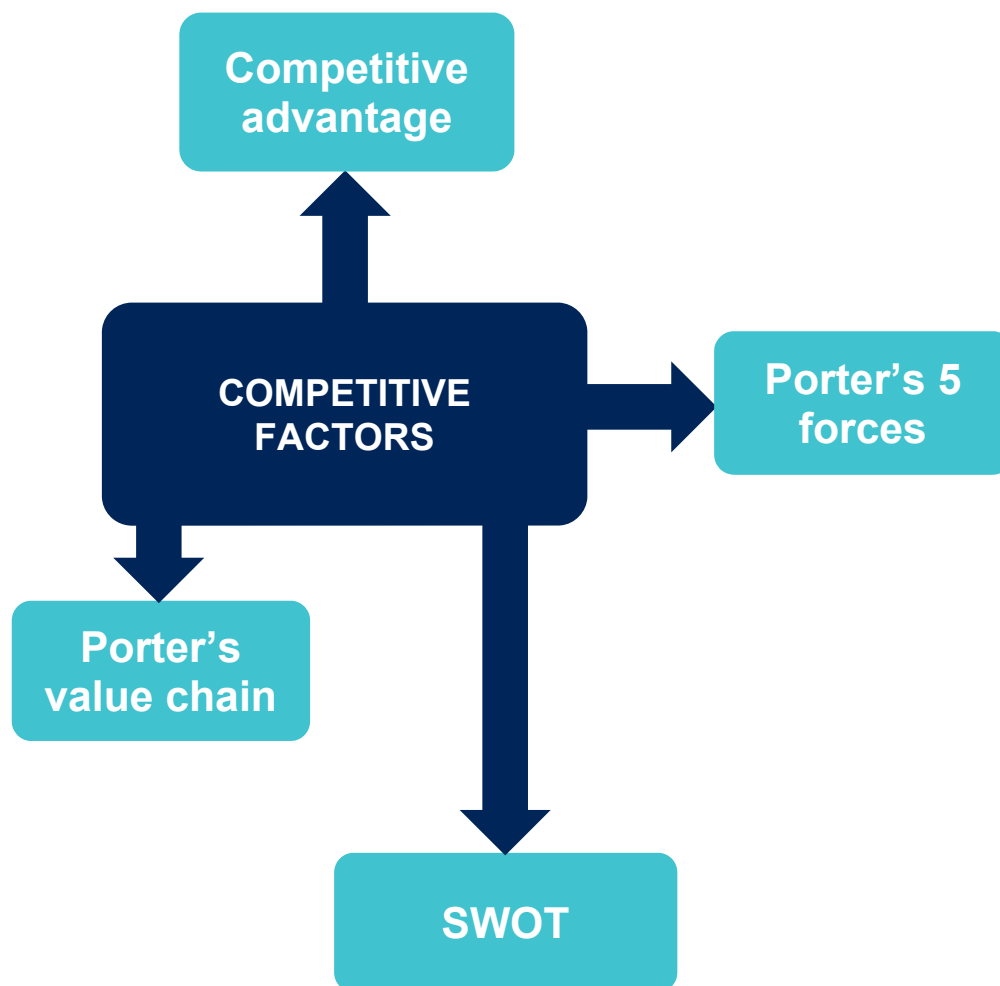 Competitive
advantage
COMPETITIVE
FACTORS
Porter’s 5
forces
Porter’s
value chain
SWOT